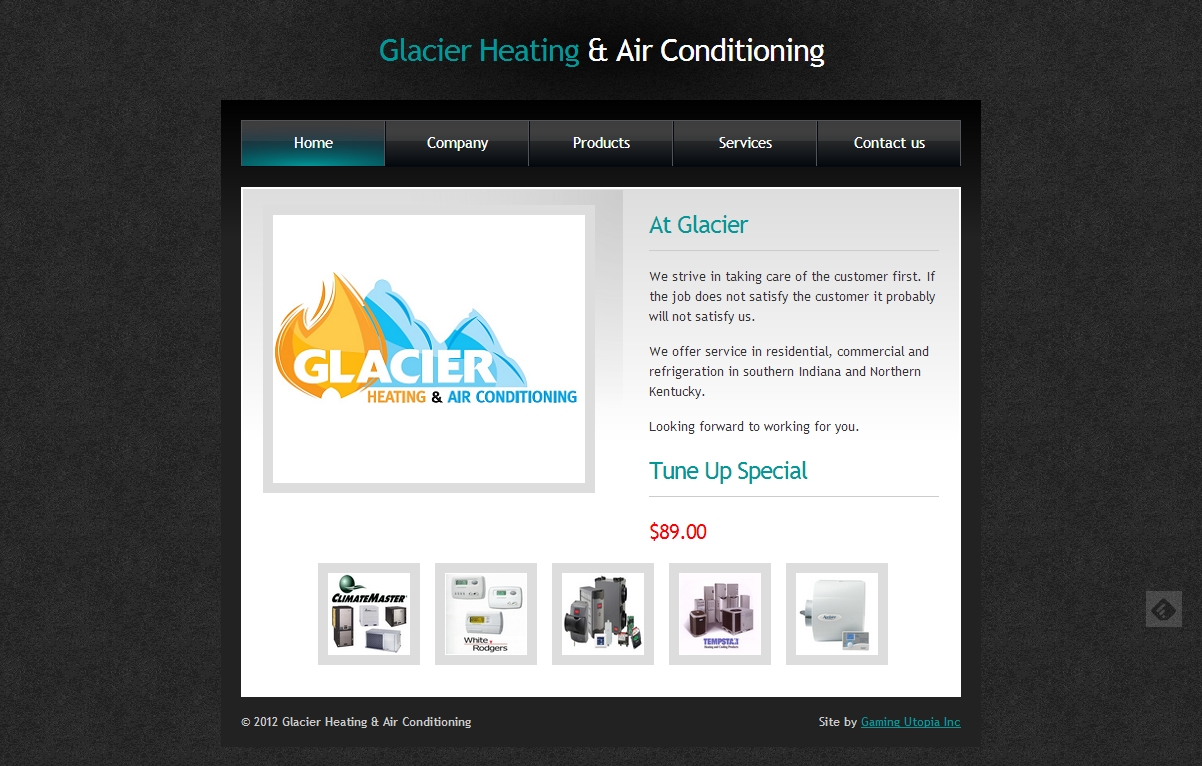 Glacier Heating & Air Conditioning
Home Company Products Services Contact us
GLACIER
HEATING & AIR CONDITIONING
At Glacier
We strive in taking care of the customer first. If
the job does not satisfy the customer it probably
will not satisfy us.
We offer service in residential, commercial and
refrigeration in southern Indiana and Northern
Kentucky.
Looking forward to working for you.
Tune Up Special
$89.00
CLIMATEMASTER
White
Rodgers
TEMPSTAR
Heating and Cooling Products
© 2012 Glacier Heating & Air Conditioning
Site by Gaming Utopia Inc